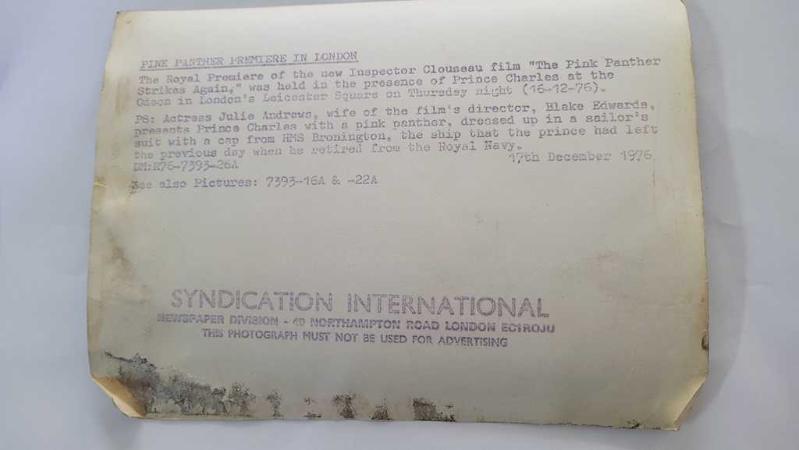 PINK PANTHER PREMIERE IN LONDON
The Royal Premiere of the new Inspector Clouseau film "The Pink Panther
Strikes Again," was held in the presence of Prince Charles at the
Odeon in London's Leicester Square on Thursday night (16-12-76).
PS: Actress Julie Andrews, wife of the film's director, Blake Edwards,
presents Prince Charles with a pink panther, dressed up in a sailor's
suit with a cap from HMS Bronington, the ship that the prince had left
the previous day when he retired from the Royal Navy.
17th December 1976
DM:R76-7393-26A
See also Pictures: 7393-16A & -22A
SYNDICATION INTERNATIONAL
NEWSPAPER DIVISION - 40 NORTHAMPTON ROAD LONDON EC1R0JU
THIS PHOTOGRAPH MUST NOT BE USED FOR ADVERTISING